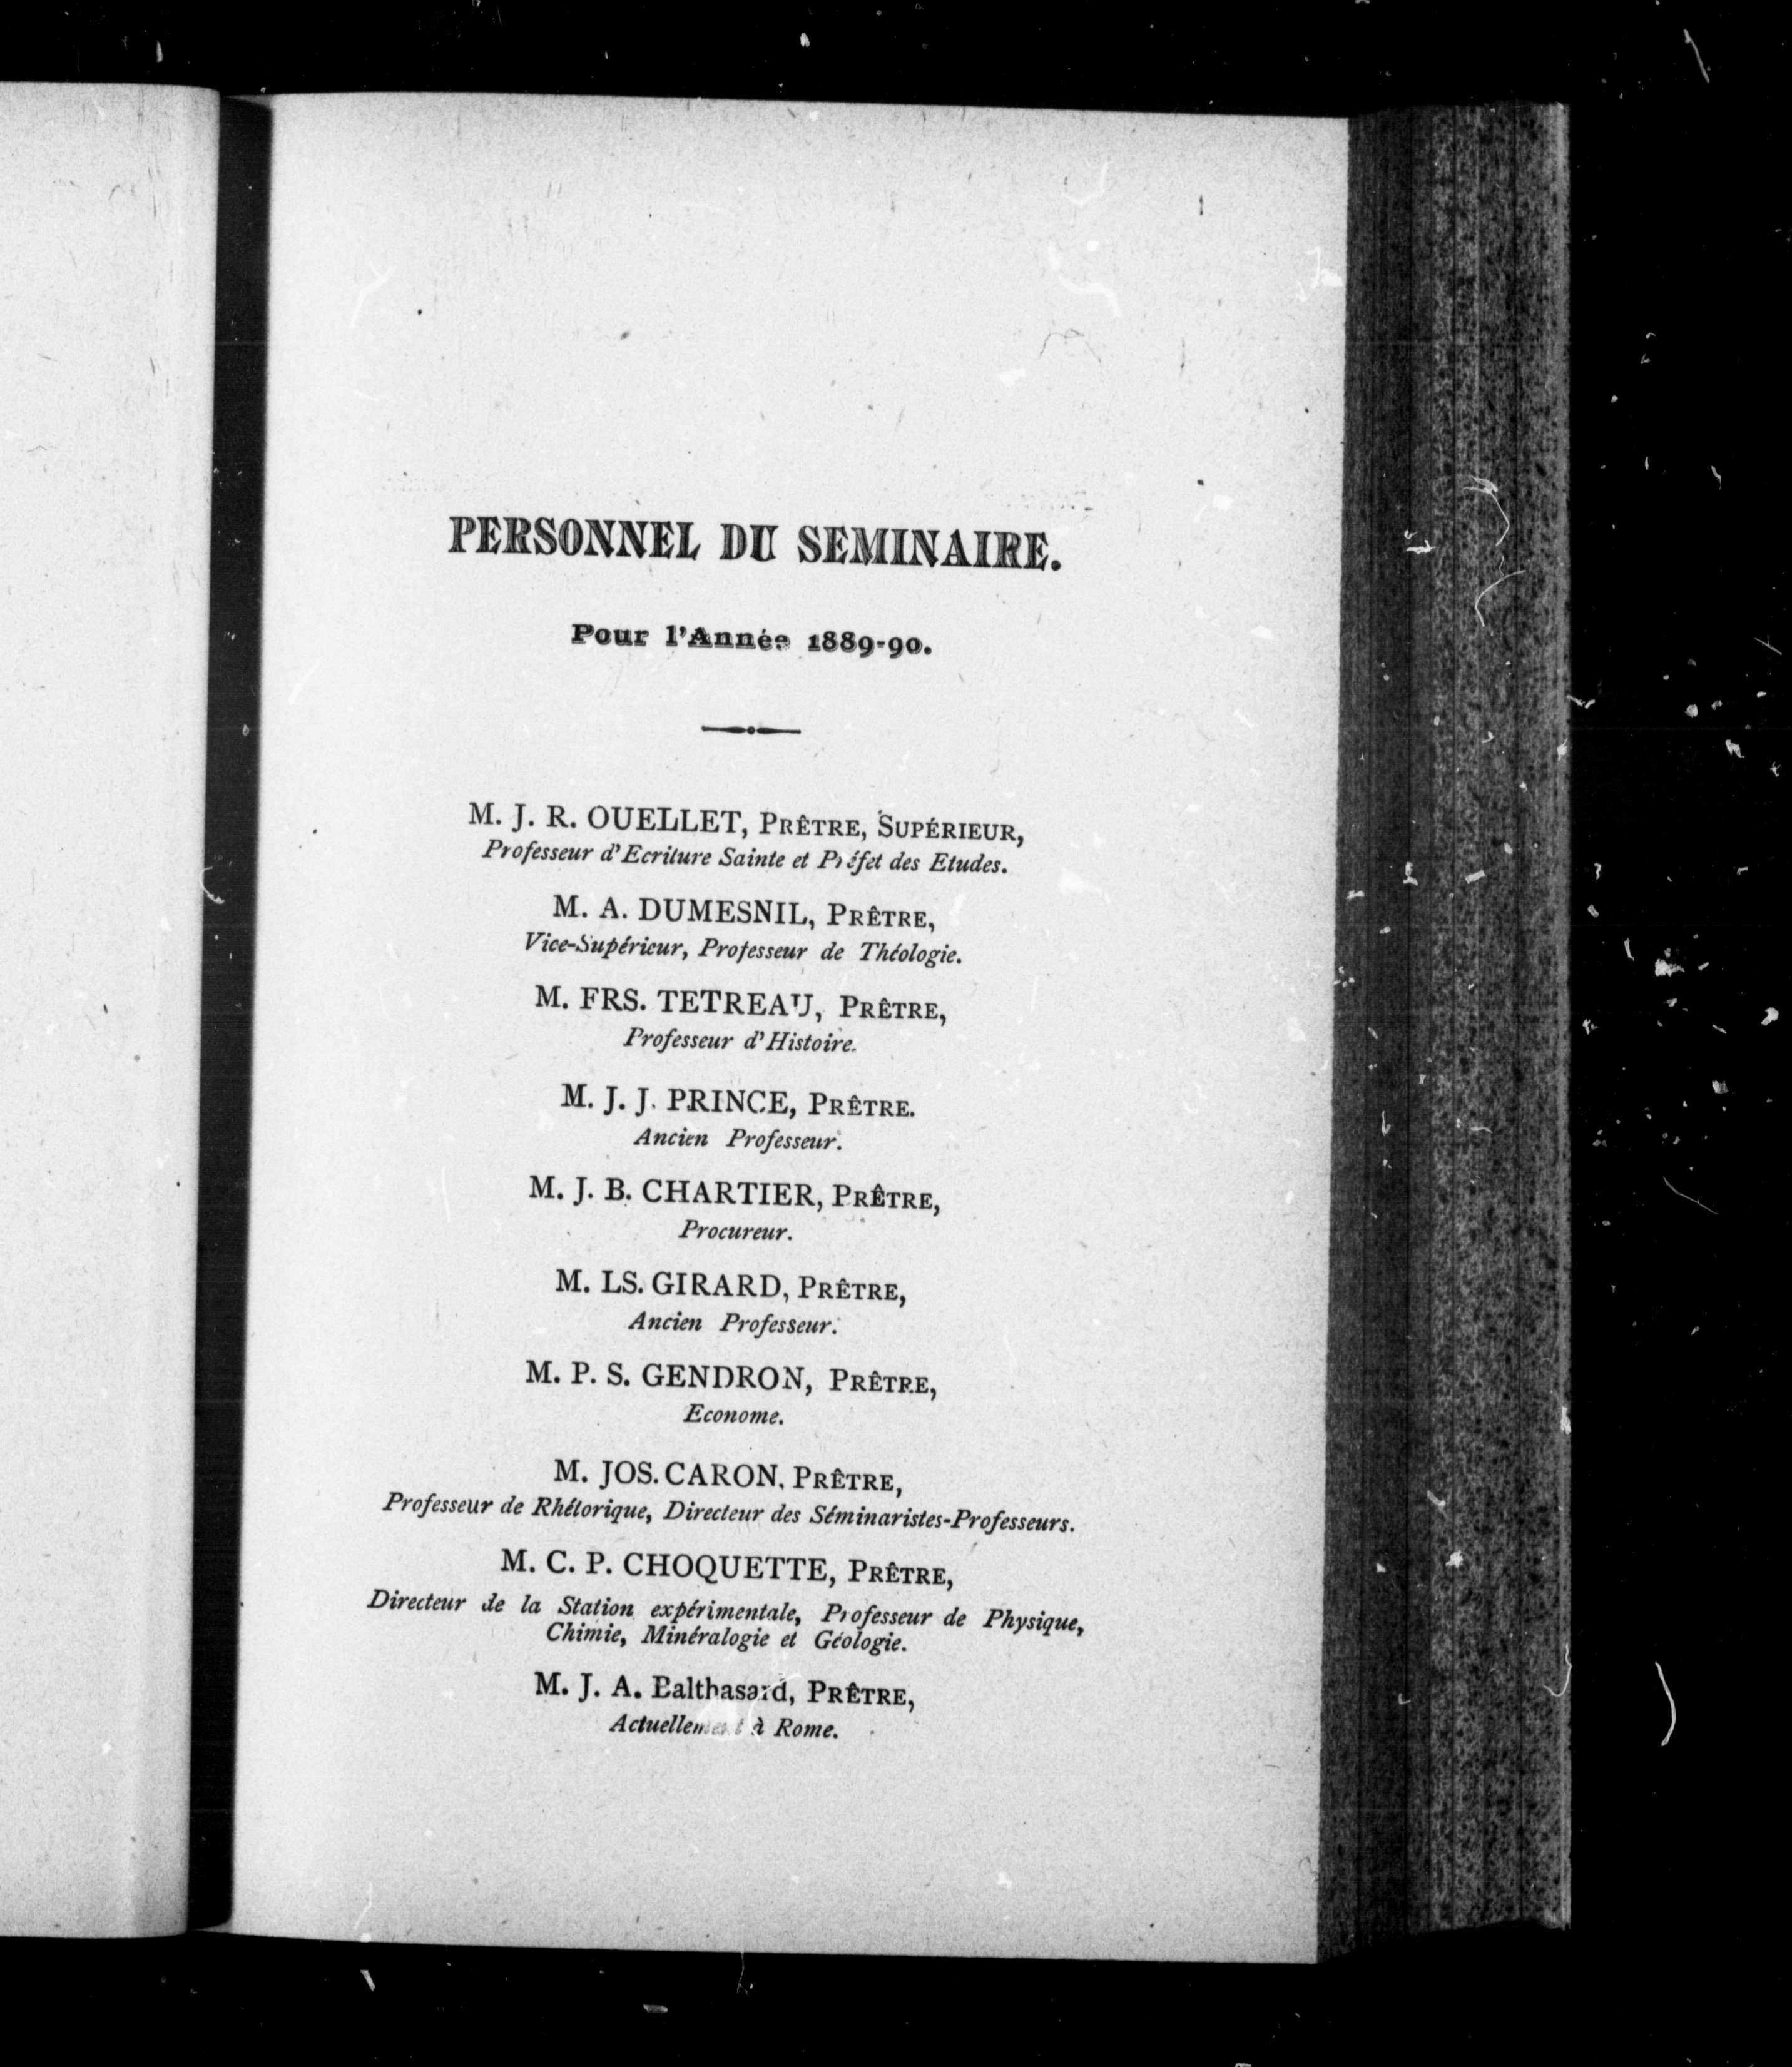 PERSONNEL DU SEMINAIRE.
Pour l'Année 1889-90.
M. J. R. OUELLET, PRÊTRE, SUPÉRIEUR,
Professeur d'Ecriture Sainte et Préfet des Etudes.
M. A. DUMESNIL, PRÊTRE,
Vice-Supérieur, Professeur de Théologie.
M. FRS. TETREAU, PRÊTRE,
Professeur d'Histoire.
M. J. J. PRINCE, PRÊTRE.
Ancien Professeur.
M. J. B. CHARTIER, PRÊTRE,
Procureur.
M. LS. GIRARD, PRÊTRE,
Ancien Professeur.
M. P. S. GENDRON, PRÊTRE,
Econome.
M. JOS. CARON, PRÊTRE,
Professeur de Rhétorique, Directeur des Séminaristes-Professeurs.
M. C. P. CHOQUETTE, PRÊTRE,
Directeur de la Station expérimentale, Professeur de Physique,
Chimie, Minéralogie et Géologie.
M. J. A. Balthasard, PRÊTRE,
Actuellement à Rome.